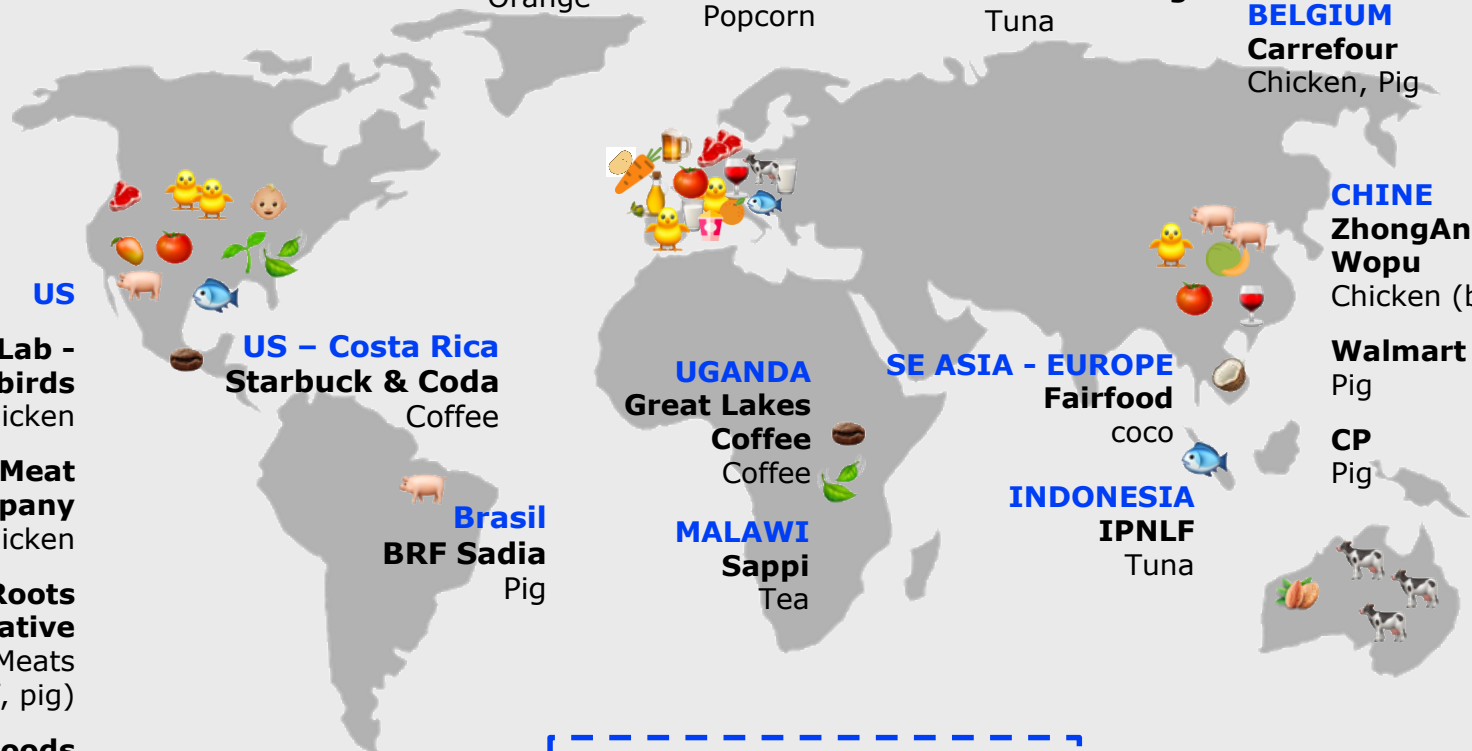 Orange
Popcorn
Tuna
BELGIUM
Carrefour
Chicken, Pig
CHINE
ZhongAn
Wopu
Chicken (b
Walmart
Pig
CP
Pig
US
Lab -
birds
icken
Meat
pany
icken
Roots
ative
Meats
, pig)
oods
US – Costa Rica
Starbuck & Coda
Coffee
Brasil
BRF Sadia
Pig
UGANDA
Great Lakes
Coffee
Coffee
MALAWI
Sappi
Tea
SE ASIA - EUROPE
Fairfood
coco
INDONESIA
IPNLF
Tuna